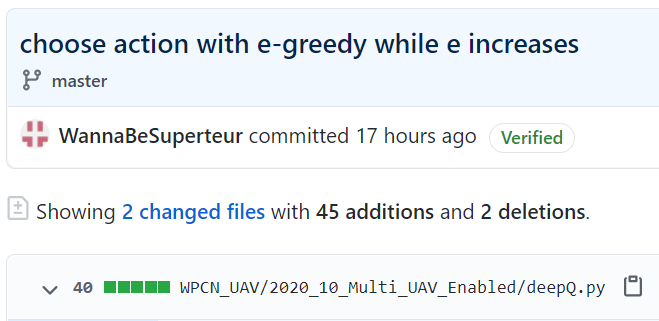 choose action with e-greedy while e increases
master
WannaBeSuperteur committed 17 hours ago Verified
Showing 2 changed files with 45 additions and 2 deletions.
40 WPCN_UAV/2020_10_Multi_UAV_Enabled/deepQ.py